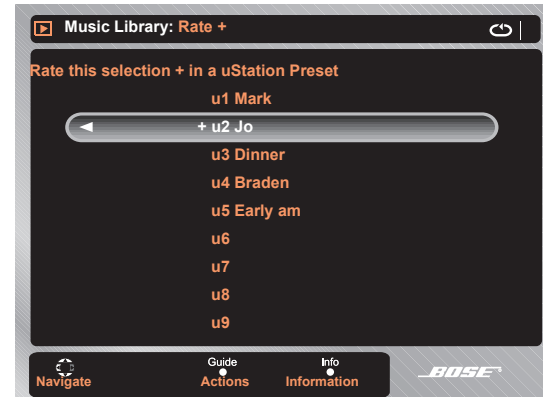 Music Library: Rate +
Rate this selection + in a uStation Preset
u1 Mark
+ u2 Jo
u3 Dinner
u4 Braden
u5 Early am
u6
u7
u8
u9
Navigate
Guide
Actions
Info
Information
BOSE